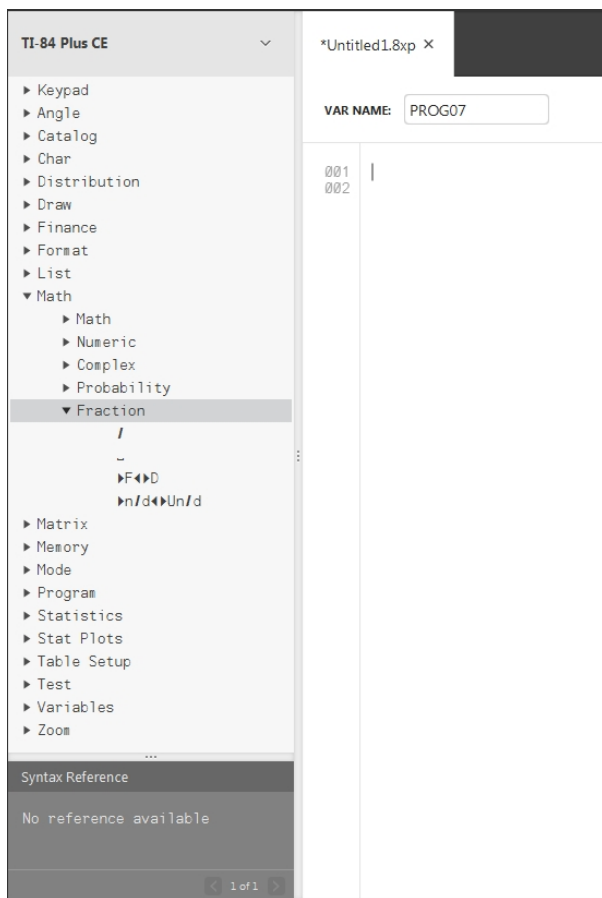 TI-84 Plus CE
*Untitled1.8xp ×
VAR NAME: PROG07
▶ Keypad
▶ Angle
▶ Catalog
▶ Char
▶ Distribution
▶ Draw
▶ Finance
▶ Format
▶ List
▼ Math
▶ Math
▶ Numeric
▶ Complex
▶ Probability
▼ Fraction
/
⎵
▶F◀▶D
▶n/d◀▶Un/d
▶ Matrix
▶ Memory
▶ Mode
▶ Program
▶ Statistics
▶ Stat Plots
▶ Table Setup
▶ Test
▶ Variables
▶ Zoom
001
002
Syntax Reference
No reference available
1 of 1